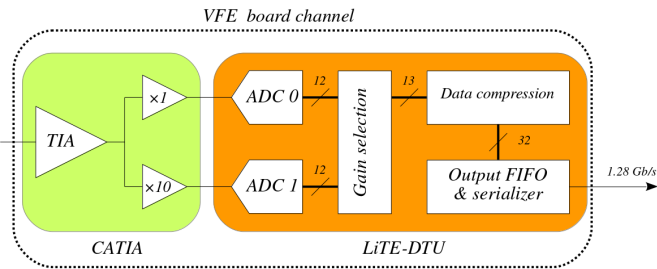 VFE board channel
TIA
×1
×10
CATIA
ADC 0
ADC 1
12
12
Gain selection
13
Data compression
32
Output FIFO
& serializer
1.28 Gb/s
LiTE-DTU